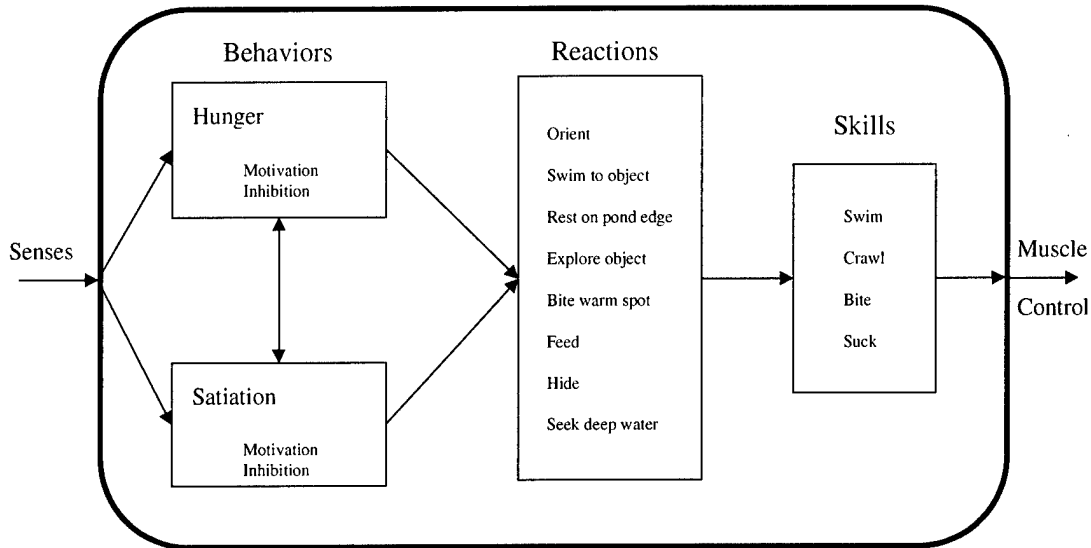 Behaviors
Reactions
Skills
Senses
Hunger
Motivation
Inhibition
Satiation
Motivation
Inhibition
Orient
Swim to object
Rest on pond edge
Explore object
Bite warm spot
Feed
Hide
Seek deep water
Swim
Crawl
Bite
Suck
Muscle
Control